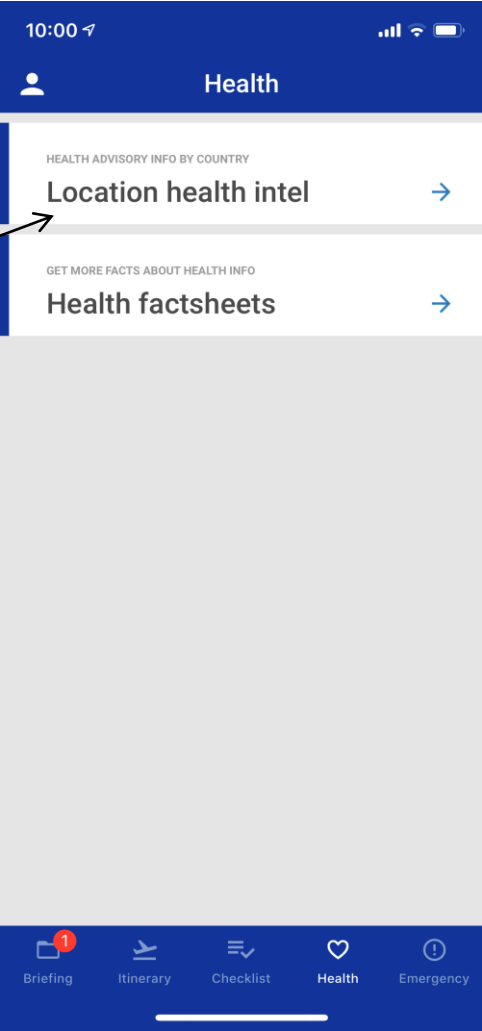 10:00
Health
HEALTH ADVISORY INFO BY COUNTRY
Location health intel
GET MORE FACTS ABOUT HEALTH INFO
Health factsheets
1
Briefing Itinerary Checklist Health Emergency